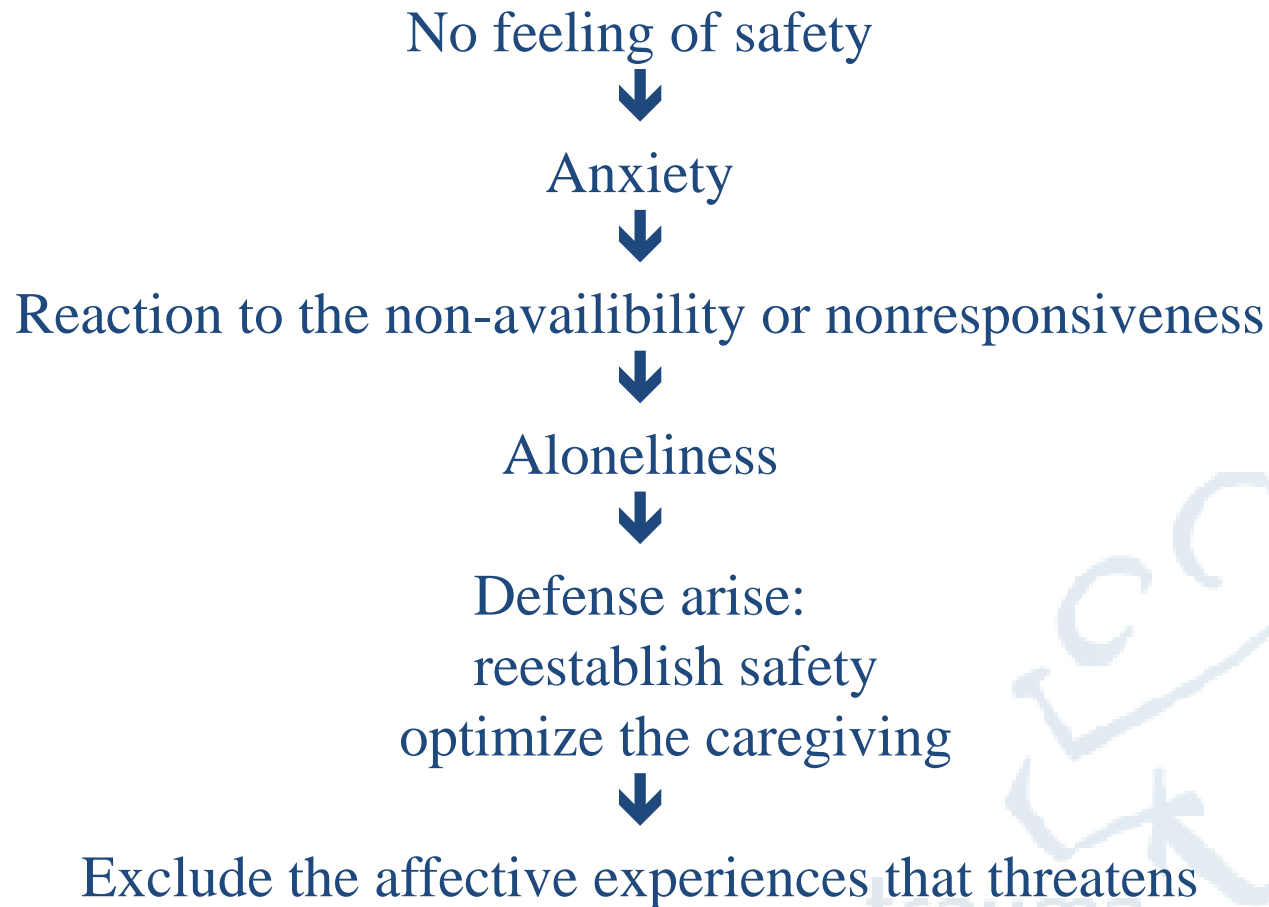 No feeling of safety
🡻
Anxiety
🡻
Reaction to the non-availibility or nonresponsiveness
🡻
Aloneliness
🡻
Defense arise:
reestablish safety
optimize the caregiving
🡻
Exclude the affective experiences that threatens